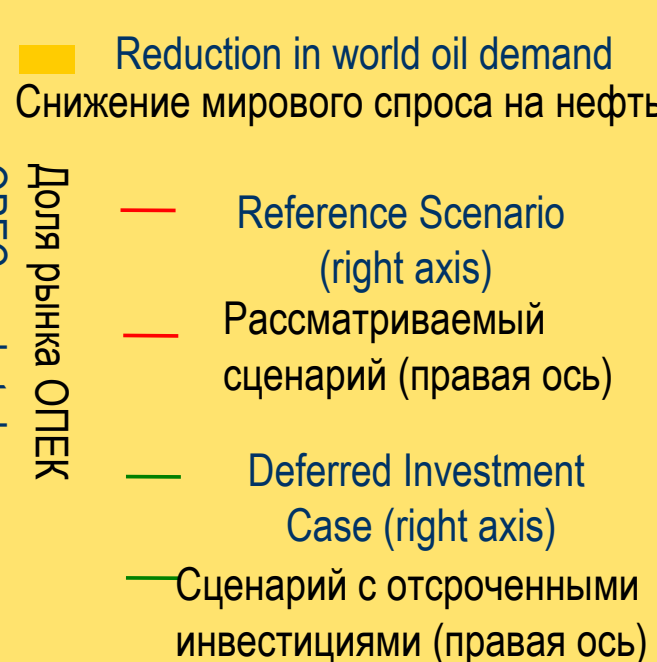 Reduction in world oil demand
Снижение мирового спроса на нефть
Доля рынка ОПЕК
Reference Scenario
(right axis)
Рассматриваемый
сценарий (правая ось)
Deferred Investment
Case (right axis)
Сценарий с отсроченными
инвестициями (правая ось)